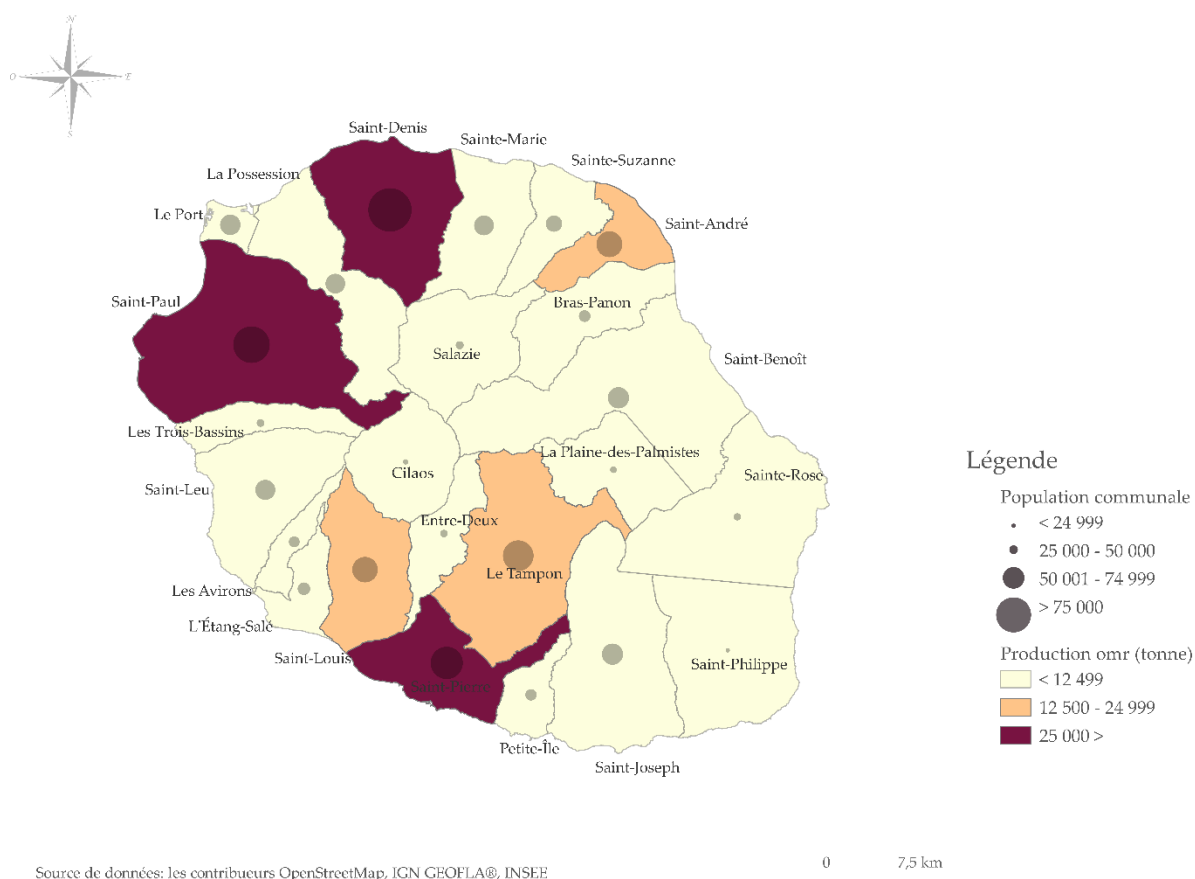 N
O
E
S
Saint-Denis
Sainte-Marie
Sainte-Suzanne
La Possession
Le Port
Saint-André
Saint-Paul
Bras-Panon
Salazie
Saint-Benoît
Les Trois-Bassins
La Plaine-des-Palmistes
Cilaos
Sainte-Rose
Saint-Leu
Entre-Deux
Le Tampon
Les Avirons
L'Étang-Salé
Saint-Louis
Saint-Philippe
Saint-Pierre
Petite-Île
Saint-Joseph
Légende
Population communale
< 24 999
25 000 - 50 000
50 001 - 74 999
> 75 000
Production omr (tonne)
< 12 499
12 500 - 24 999
25 000 >
0 7,5 km
Source de données: les contribueurs OpenStreetMap, IGN GEOFLA®, INSEE